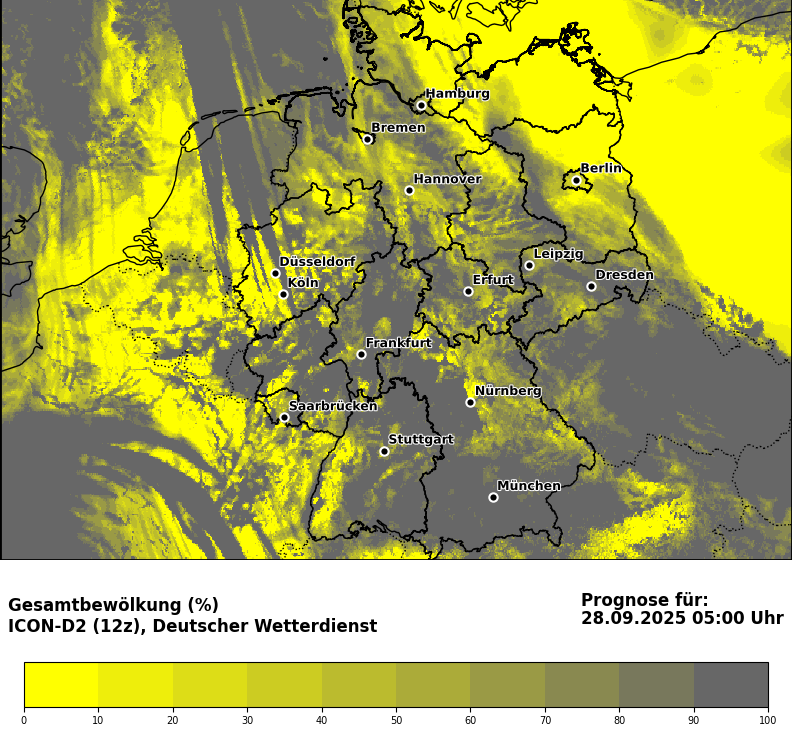 Hamburg
Bremen
Berlin
Hannover
Leipzig
Düsseldorf
Dresden
Erfurt
Köln
Frankfurt
Nürnberg
Saarbrücken
Stuttgart
München
Gesamtbewölkung (%)
ICON-D2 (12z), Deutscher Wetterdienst
Prognose für:
28.09.2025 05:00 Uhr
0 10 20 30 40 50 60 70 80 90 100